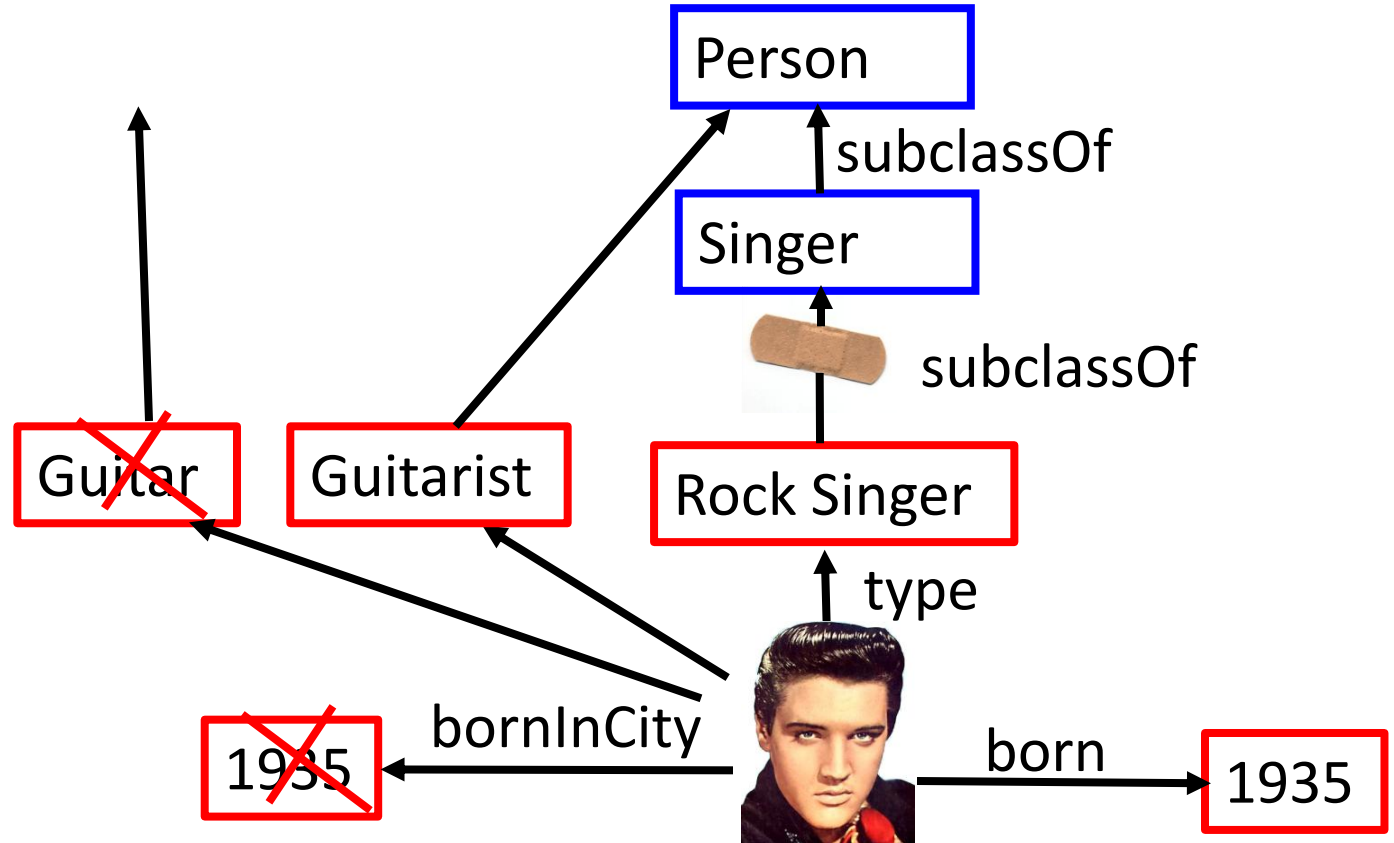 Person
subclassOf
Singer
subclassOf
Guitar
Guitarist
Rock Singer
type
bornInCity
born
1935
1935